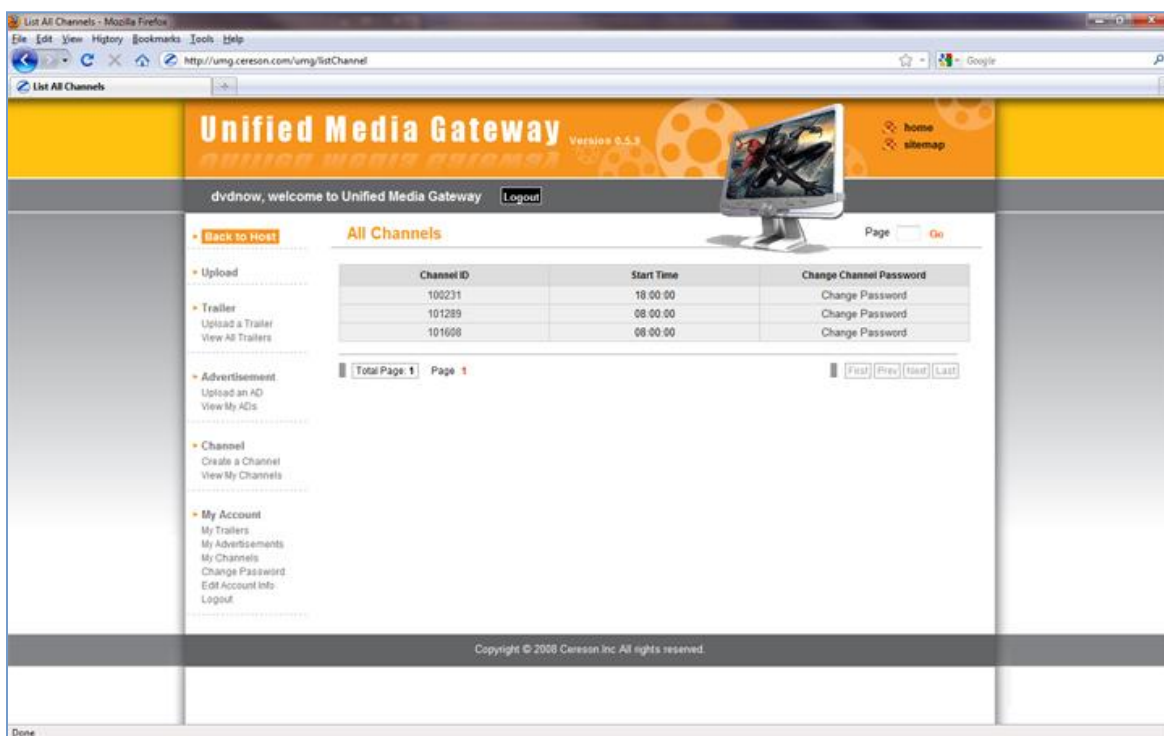 List All Channels - Mozilla Firefox
File Edit View History Bookmarks Tools Help
http://umg.cereson.com/umg/listChannel
Google
List All Channels
Unified Media Gateway
home
sitemap
dvdnow, welcome to Unified Media Gateway Logout
Back to Host
All Channels
Page Go
Upload
Channel ID Start Time Change Channel Password
100231 18:00:00 Change Password
101289 08:00:00 Change Password
101608 08:00:00 Change Password
Trailer
Upload a Trailer
View All Trailers
Total Page: 1 Page 1
First Prev Next Last
Advertisement
Upload an AD
View My ADs
Channel
Create a Channel
View My Channels
My Account
My Trailers
My Advertisements
My Channels
Change Password
Edit Account Info
Logout
Copyright © 2008 Cereson Inc All rights reserved.
Done